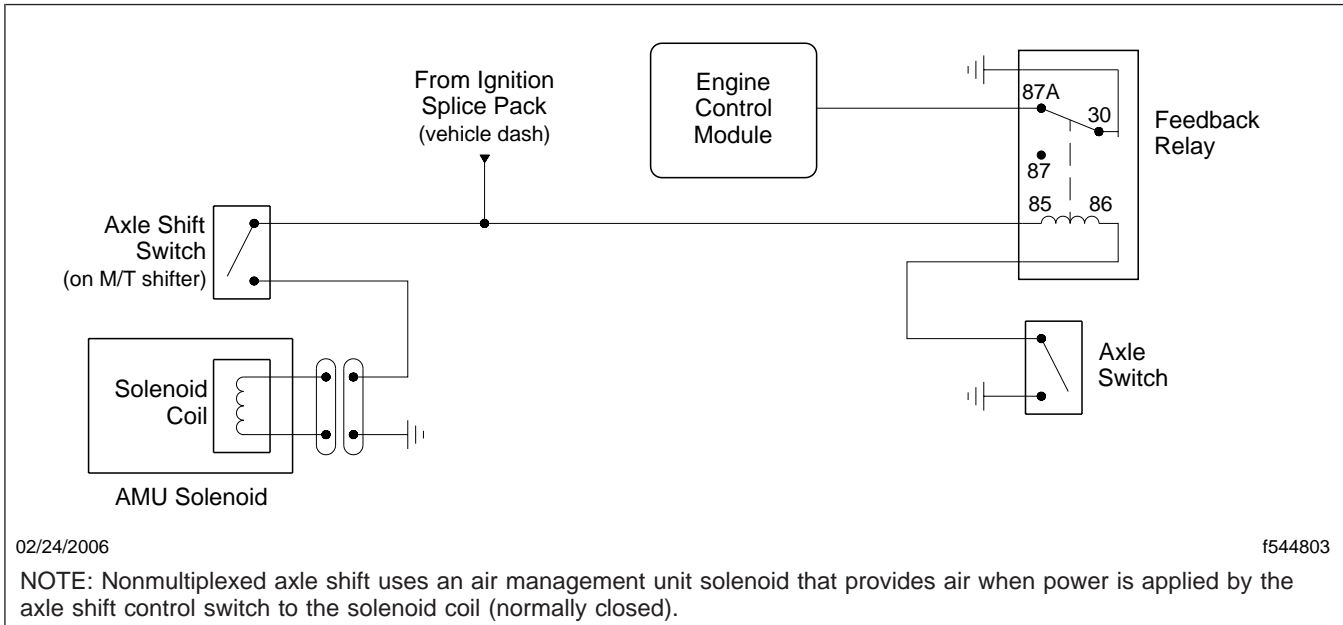 From Ignition
Splice Pack
(vehicle dash)
Engine
Control
Module
87A
30
87
85
86
Feedback
Relay
Axle Shift
Switch
(on M/T shifter)
Solenoid
Coil
AMU Solenoid
Axle
Switch
02/24/2006
f544803
NOTE: Nonmultiplexed axle shift uses an air management unit solenoid that provides air when power is applied by the
axle shift control switch to the solenoid coil (normally closed).